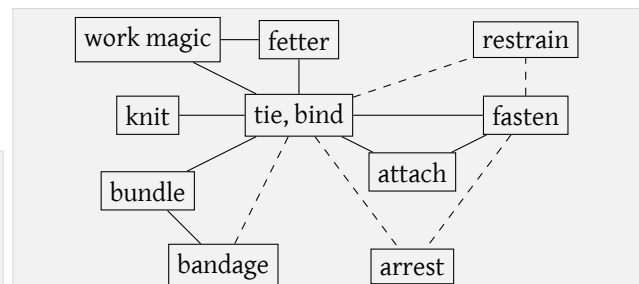 work magic
fetter
restrain
knit
tie, bind
fasten
attach
bundle
bandage
arrest